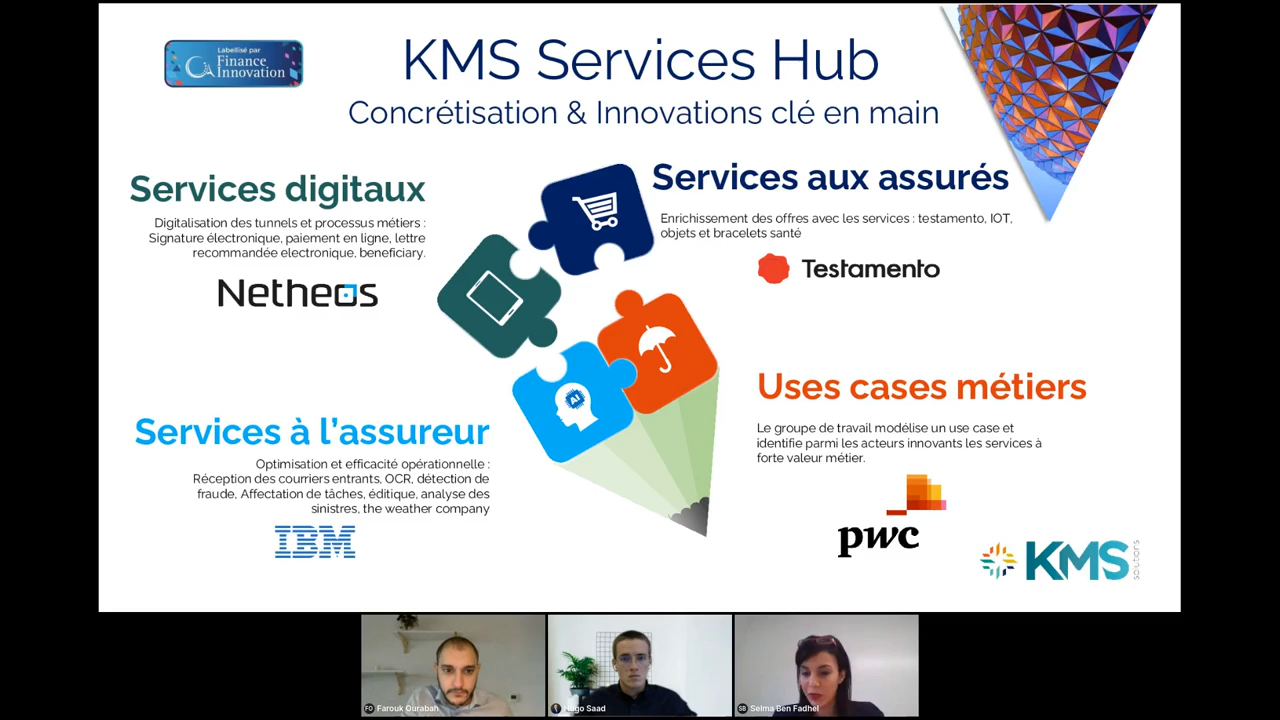 Labellisé par
Finance
Innovation
KMS Services Hub
Concrétisation & Innovations clé en main
Services digitaux
Digitalisation des tunnels et processus métiers :
Signature électronique, paiement en ligne, lettre
recommandée electronique, beneficiary.
Netheos
Services aux assurés
Enrichissement des offres avec les services : testamento, IOT,
objets et bracelets santé
Testamento
AI
Services à l'assureur
Optimisation et efficacité opérationnelle :
Réception des courriers entrants, OCR, détection de
fraude, Affectation de tâches, éditique, analyse des
sinistres, the weather company
IBM
Uses cases métiers
Le groupe de travail modélise un use case et
identifie parmi les acteurs innovants les services à
forte valeur métier.
pwc
KMS
solutions
FO Farouk Ouraban
Hugo Saad
SB Selma Ben Fadhel